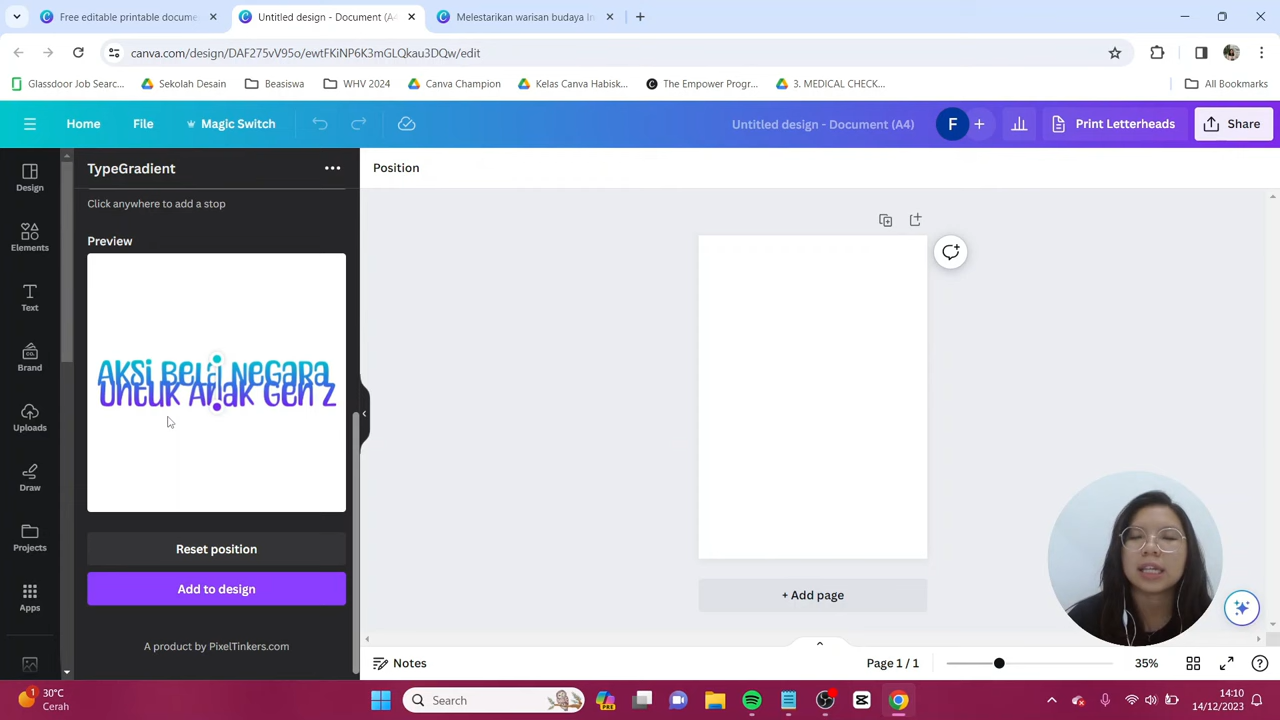 Free editable printable docume
Untitled design - Document (A4
Melestarikan warisan budaya In
canva.com/design/DAF275vV95o/ewtFKiNP6K3mGLQkau3DQw/edit
Glassdoor Job Searc...
Sekolah Desain
Beasiswa
WHV 2024
Canva Champion
Kelas Canva Habisk...
The Empower Progr...
3. MEDICAL CHECK...
All Bookmarks
Home
File
Magic Switch
Untitled design - Document (A4)
F
Print Letterheads
Share
Design
Elements
Text
Brand
Uploads
Draw
Projects
Apps
TypeGradient
Click anywhere to add a stop
Preview
AKSi BELA NEGARA
Untuk Anak Gen Z
Reset position
Add to design
A product by PixelTinkers.com
Position
+ Add page
Notes
Page 1 / 1
35%
30°C
Cerah
1
Search
PRE
14:10
14/12/2023